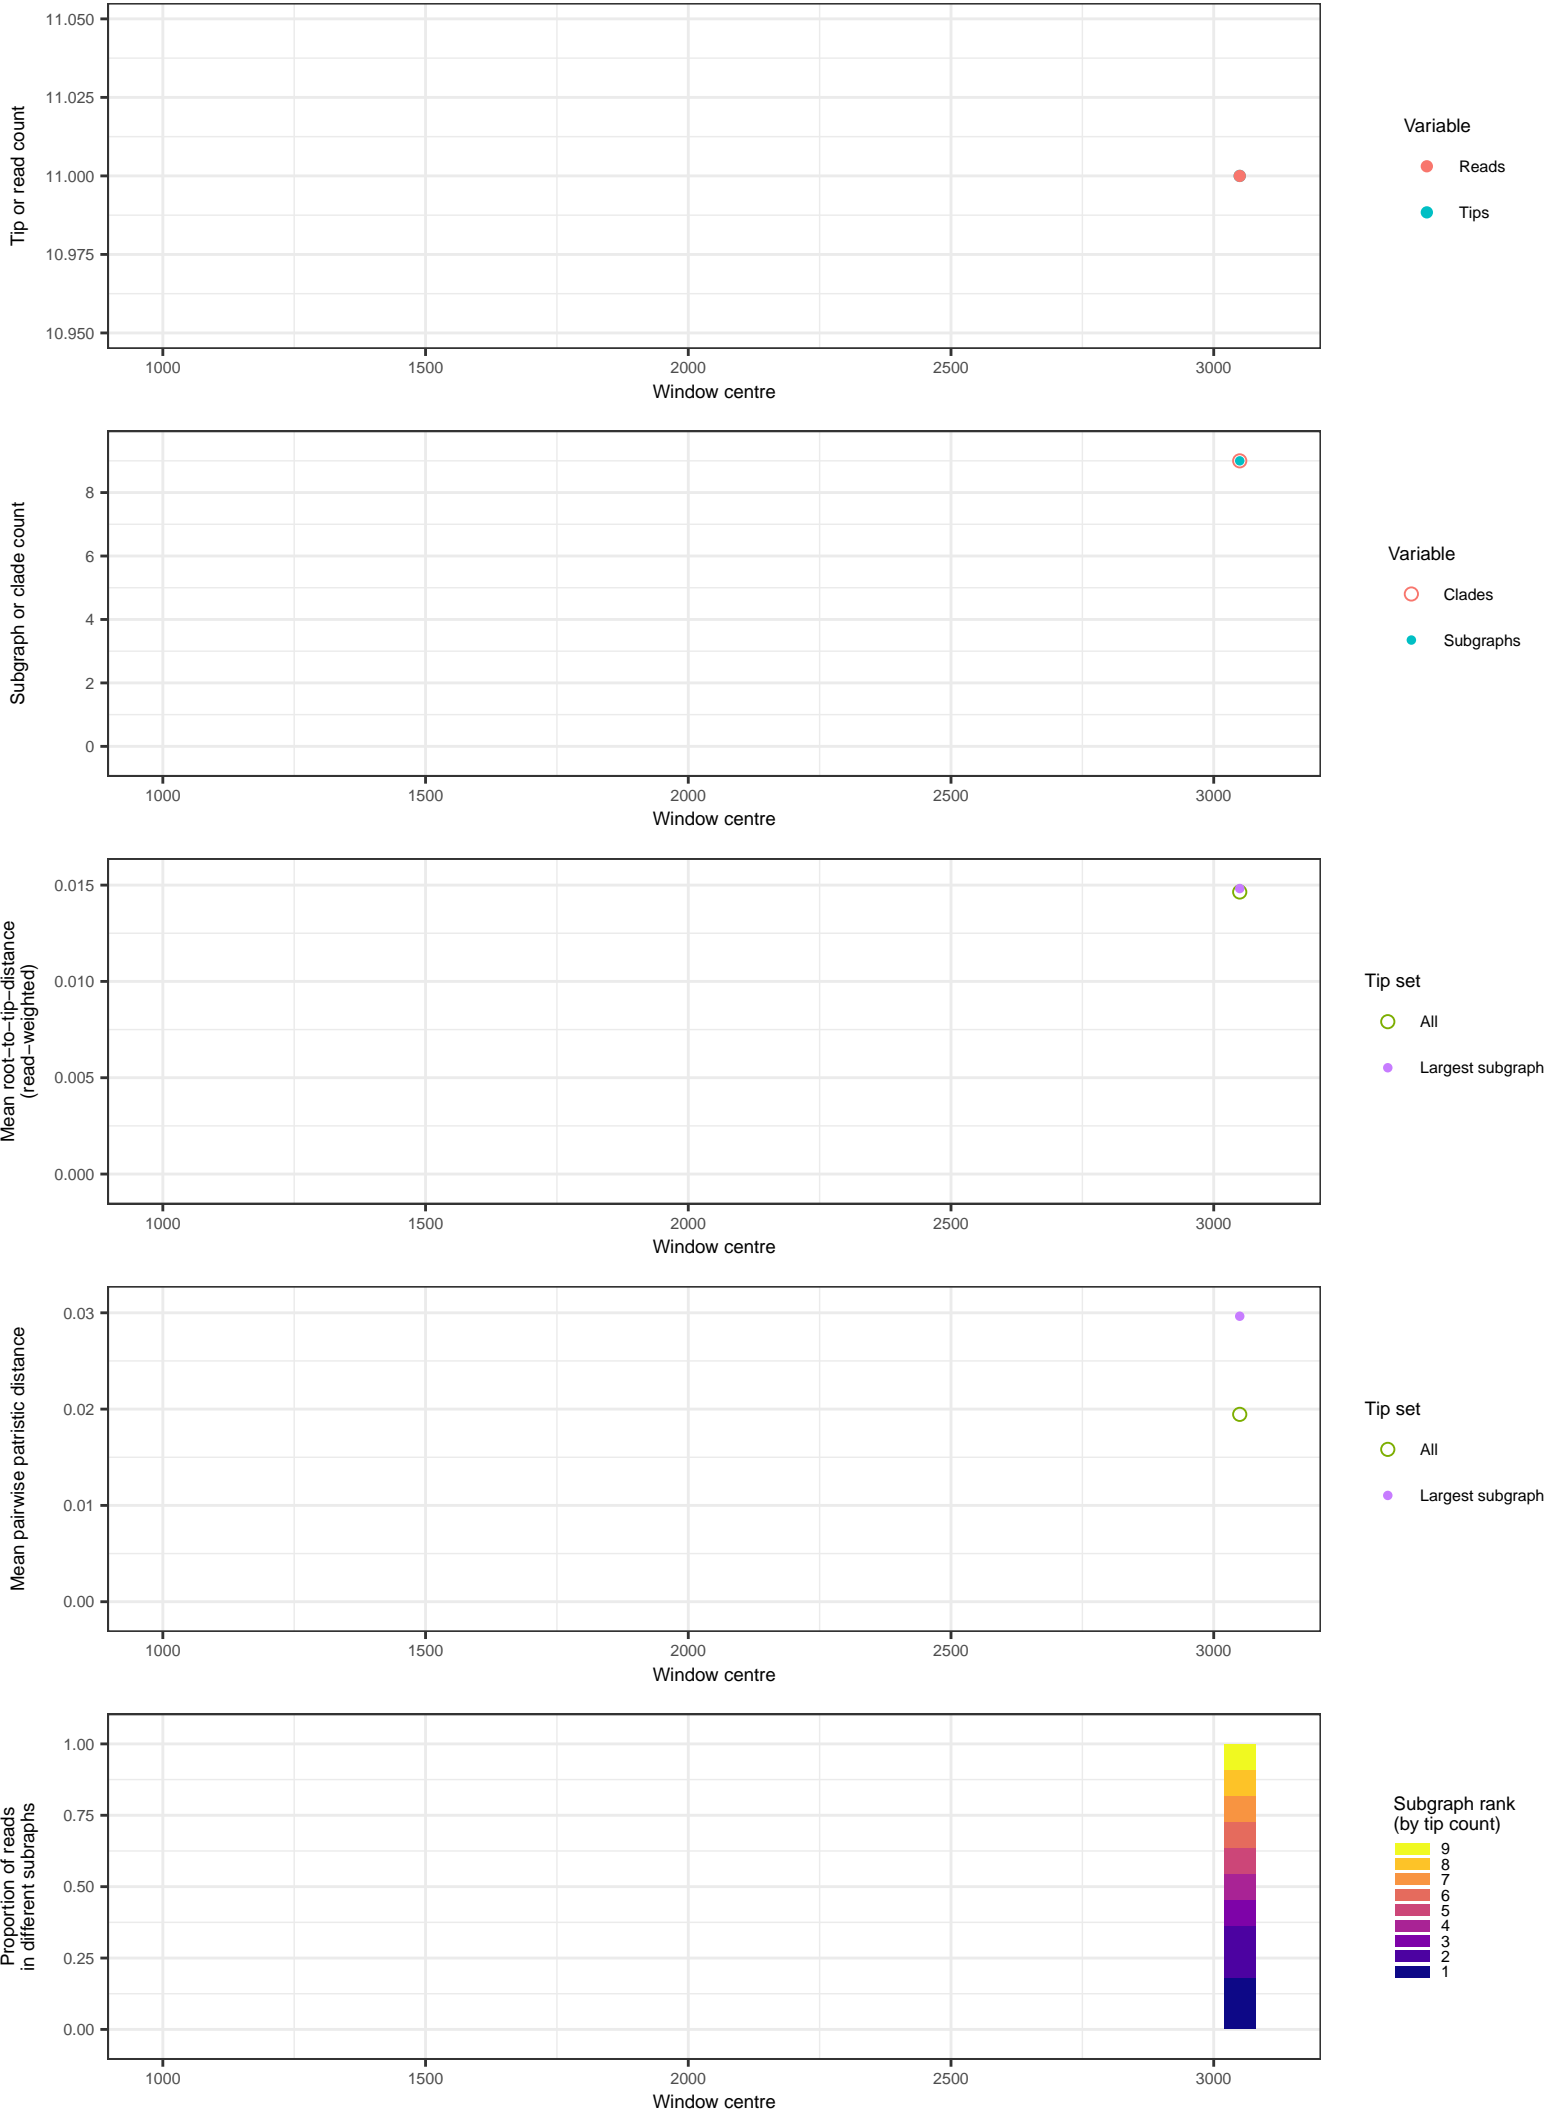 11.050
11.025
11.000
10.975
10.950
Tip or read count
1000 1500 2000 2500 3000
Window centre
Variable
Reads
Tips
8
6
4
2
0
Subgraph or clade count
1000 1500 2000 2500 3000
Window centre
Variable
Clades
Subgraphs
0.015
0.010
0.005
0.000
Mean root−to−tip−distance
(read−weighted)
1000 1500 2000 2500 3000
Window centre
Tip set
All
Largest subgraph
0.03
0.02
0.01
0.00
Mean pairwise patristic distance
1000 1500 2000 2500 3000
Window centre
Tip set
All
Largest subgraph
1.00
0.75
0.50
0.25
0.00
Proportion of reads
in different subraphs
1000 1500 2000 2500 3000
Window centre
Subgraph rank
(by tip count)
9
8
7
6
5
4
3
2
1